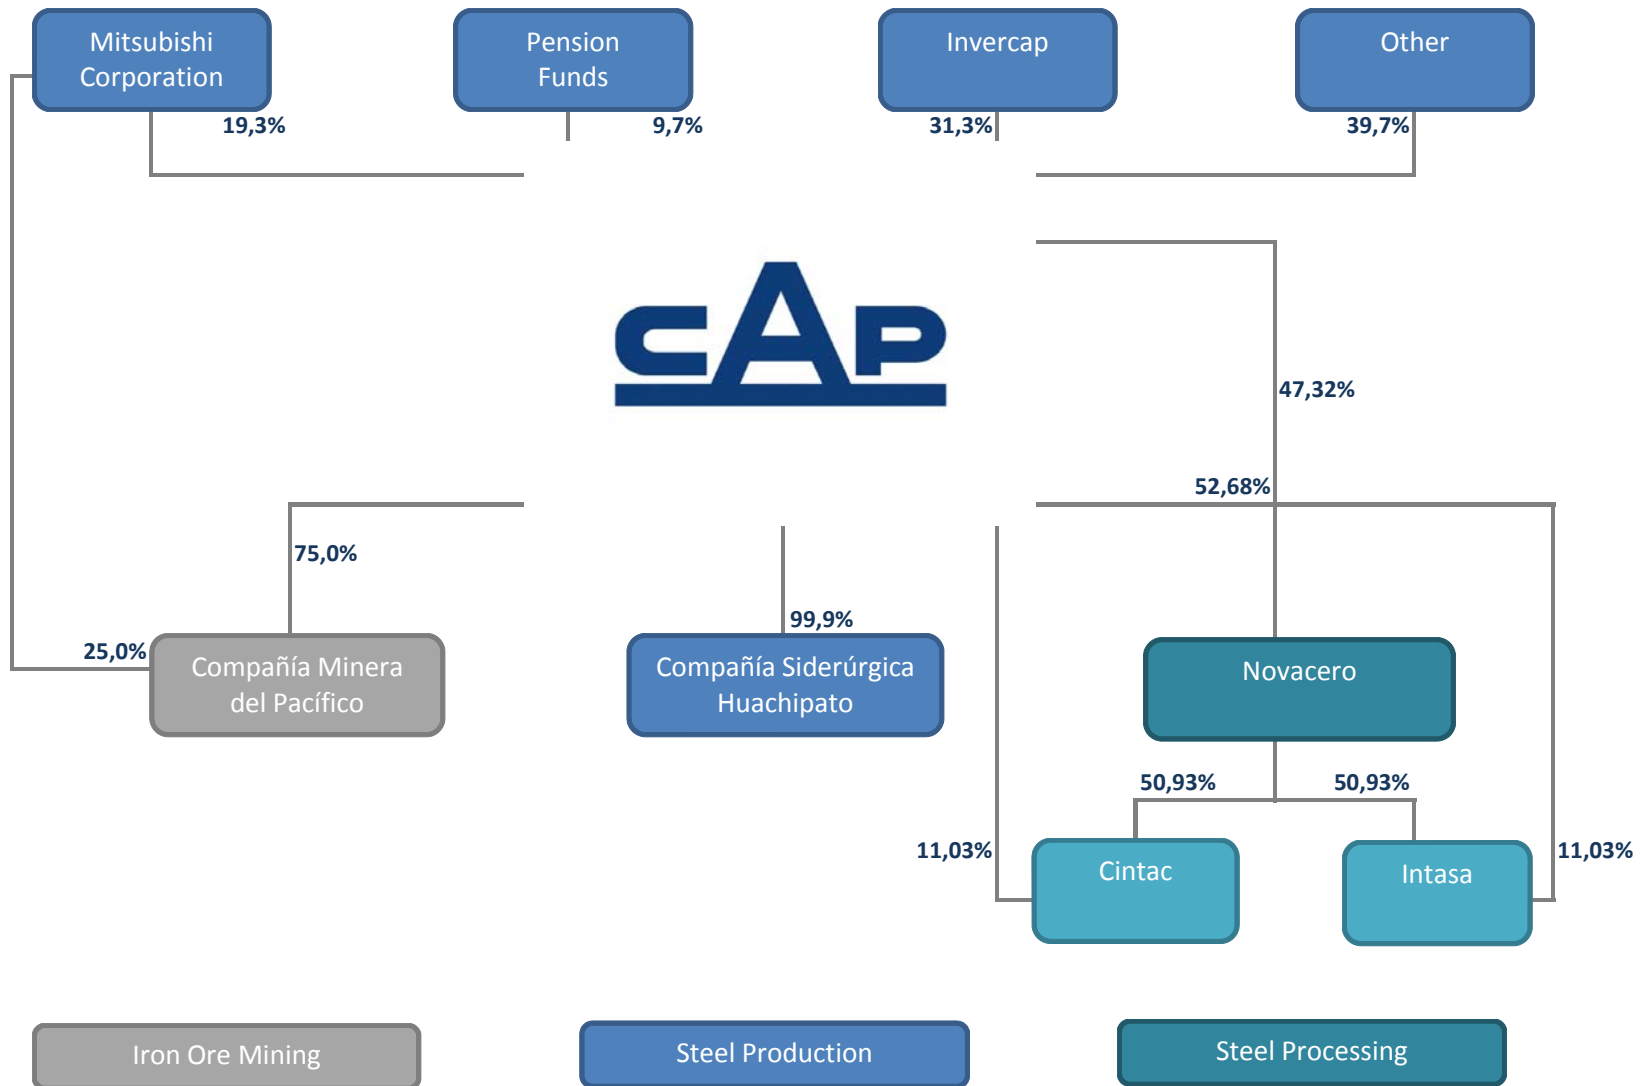 Mitsubishi
Corporation
Pension
Funds
Invercap
Other
19,3%
9,7%
31,3%
39,7%
CAP
47,32%
52,68%
75,0%
99,9%
25,0%
Compañía Minera
del Pacífico
Compañía Siderúrgica
Huachipato
Novacero
50,93%
50,93%
11,03%
Cintac
Intasa
11,03%
Iron Ore Mining
Steel Production
Steel Processing